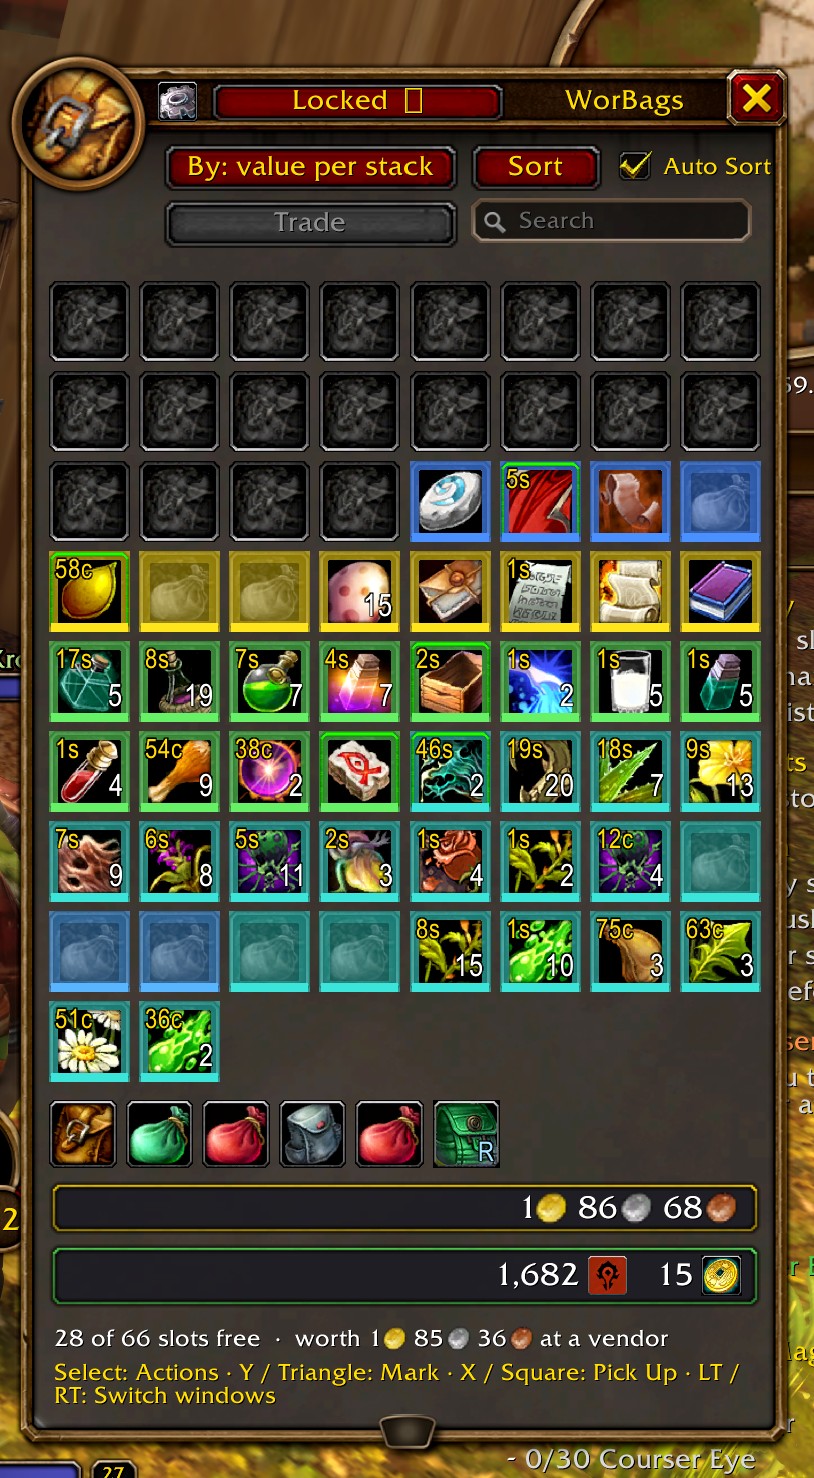 Locked WorBags
By: value per stack Sort Auto Sort
Trade Search
5s
58c 15 1s
17s 5 8s 19 7s 7 4s 7 2s 1s 2 1s 5 1s 5
1s 4 54c 9 38c 2 46s 2 19s 20 18s 7 9s 13
7s 9 6s 8 5s 11 2s 3 1s 4 1s 2 12c 4
8s 15 1s 10 75c 3 63c 3
51c 36c 2
R
1 86 68
1,682 15
28 of 66 slots free · worth 1 85 36 at a vendor
Select: Actions · Y / Triangle: Mark · X / Square: Pick Up · LT /
RT: Switch windows
- 0/30 Courser Eye
27
2